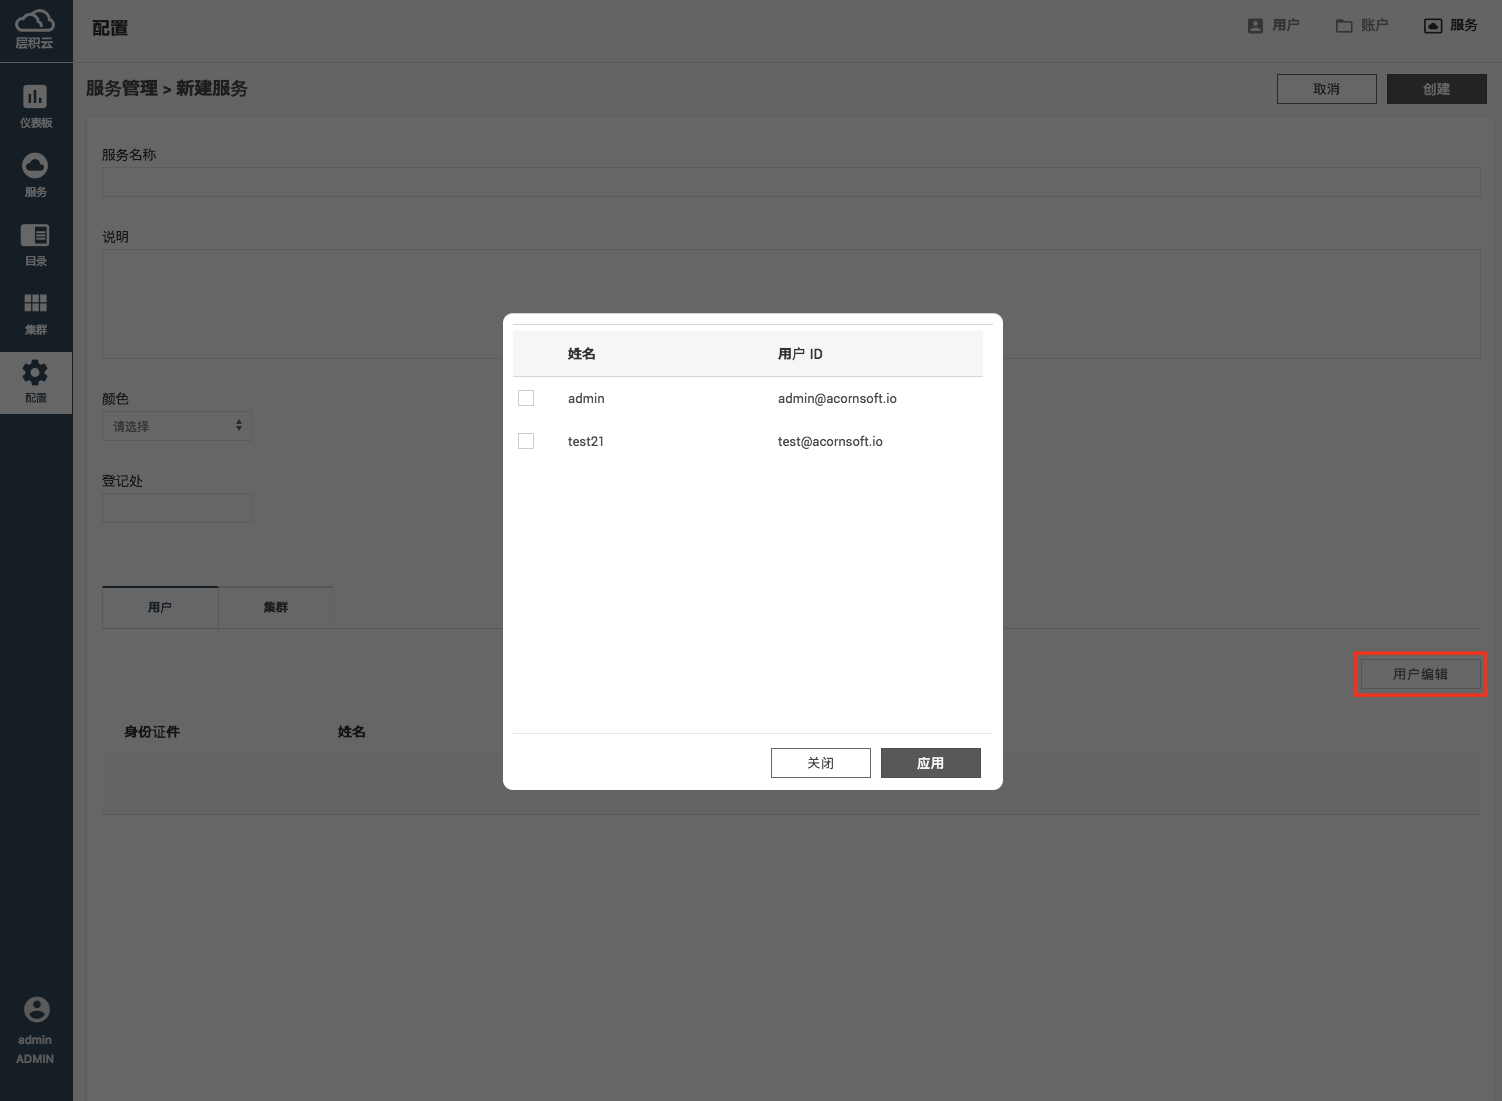 层积云
配置
用户
账户
服务
服务管理 > 新建服务
取消
创建
仪表板
服务
目录
集群
配置
服务名称
说明
颜色
请选择
登记处
用户
集群
用户编辑
身份证件
姓名
姓名
用户 ID
admin
admin@acornsoft.io
test21
test@acornsoft.io
关闭
应用
admin
ADMIN